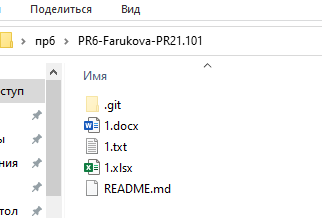 Поделиться
Вид
пр6 > PR6-Farukova-PR21.101
Имя
ступ
.git
1.docx
ы
1.txt
ния
1.xlsx
README.md
тол